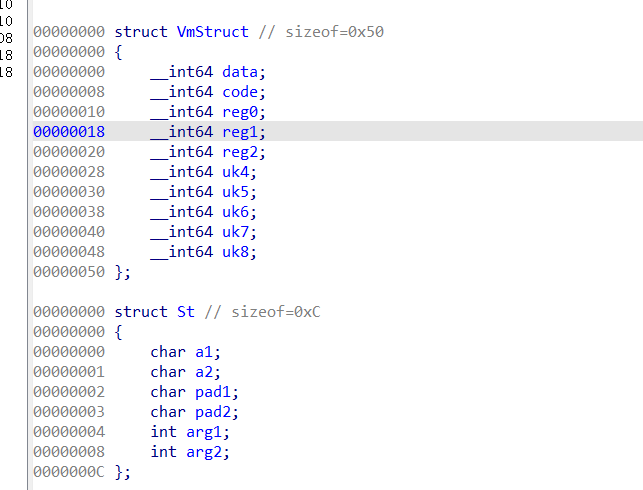 10
10
08
18
18
00000000 struct VmStruct // sizeof=0x50
00000000 {
00000000     __int64 data;
00000008     __int64 code;
00000010     __int64 reg0;
00000018     __int64 reg1;
00000020     __int64 reg2;
00000028     __int64 uk4;
00000030     __int64 uk5;
00000038     __int64 uk6;
00000040     __int64 uk7;
00000048     __int64 uk8;
00000050 };
00000000 struct St // sizeof=0xC
00000000 {
00000000     char a1;
00000001     char a2;
00000002     char pad1;
00000003     char pad2;
00000004     int arg1;
00000008     int arg2;
0000000C };